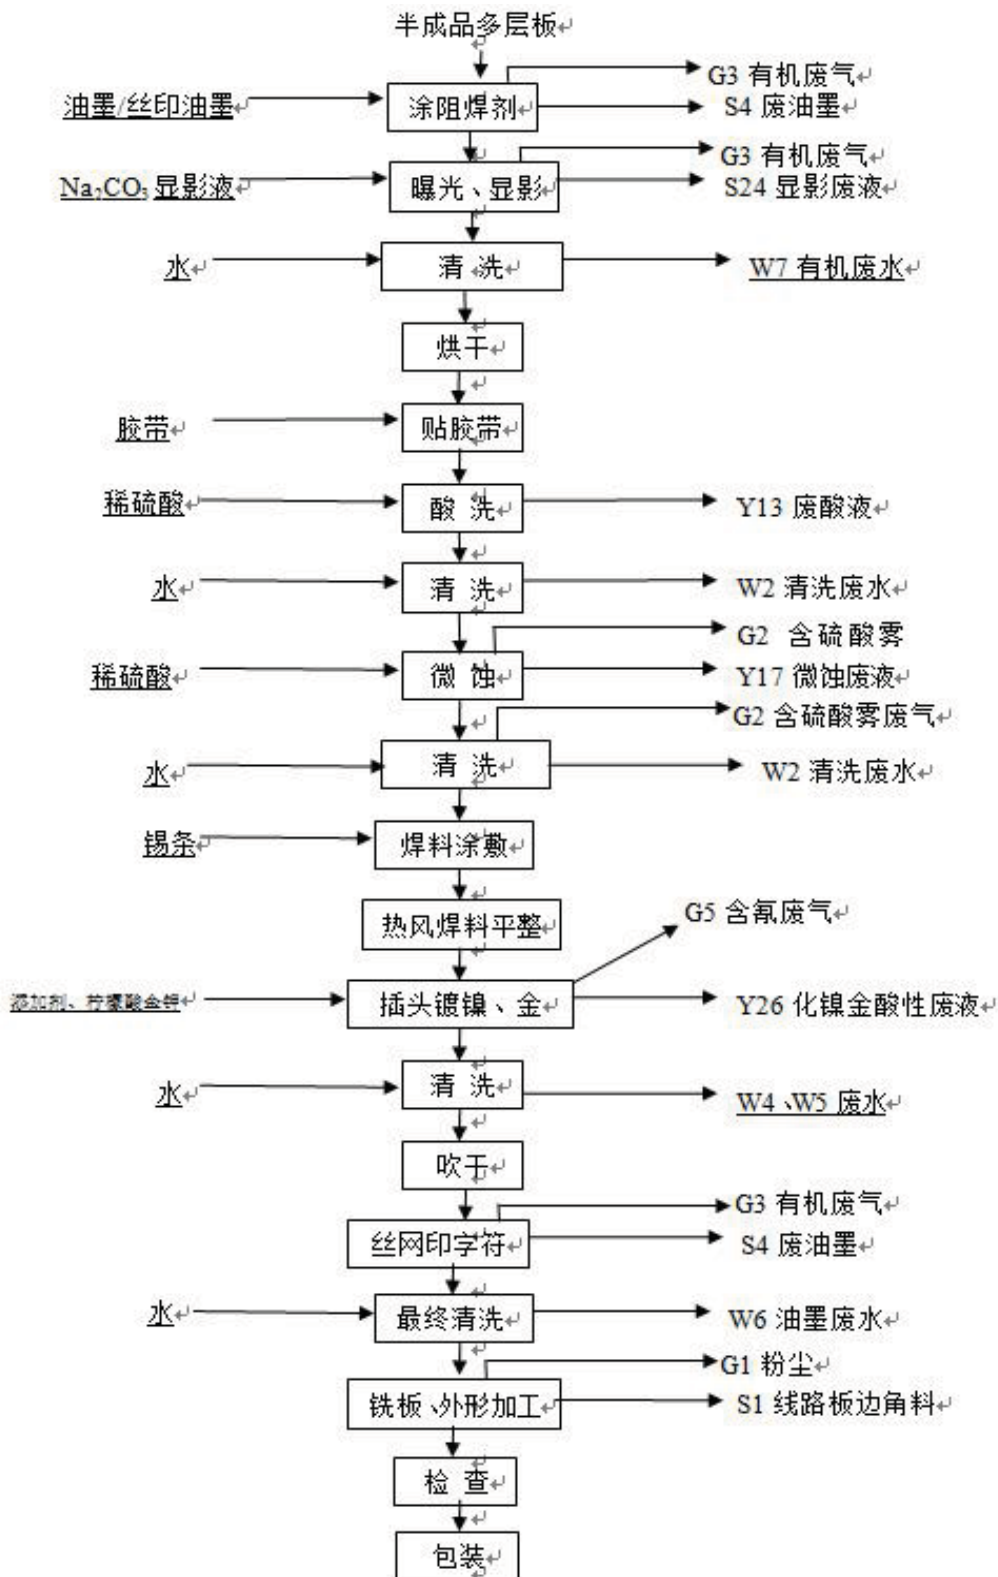 半成品多层板
G3 有机废气
油墨/丝印油墨
涂阻焊剂
S4 废油墨
G3 有机废气
Na₂CO₃ 显影液
曝光、显影
S24 显影废液
水
清 洗
W7 有机废水
烘干
胶带
贴胶带
稀硫酸
酸 洗
Y13 废酸液
水
清 洗
W2 清洗废水
G2 含硫酸雾
稀硫酸
微 蚀
Y17 微蚀废液
G2 含硫酸雾废气
水
清 洗
W2 清洗废水
锡条
焊料涂敷
热风焊料平整
G5 含氰废气
添加剂、柠檬酸金钾
插头镀镍、金
Y26 化镍金酸性废液
水
清 洗
W4、W5 废水
吹干
G3 有机废气
丝网印字符
S4 废油墨
水
最终清洗
W6 油墨废水
G1 粉尘
铣板、外形加工
S1 线路板边角料
检 查
包装